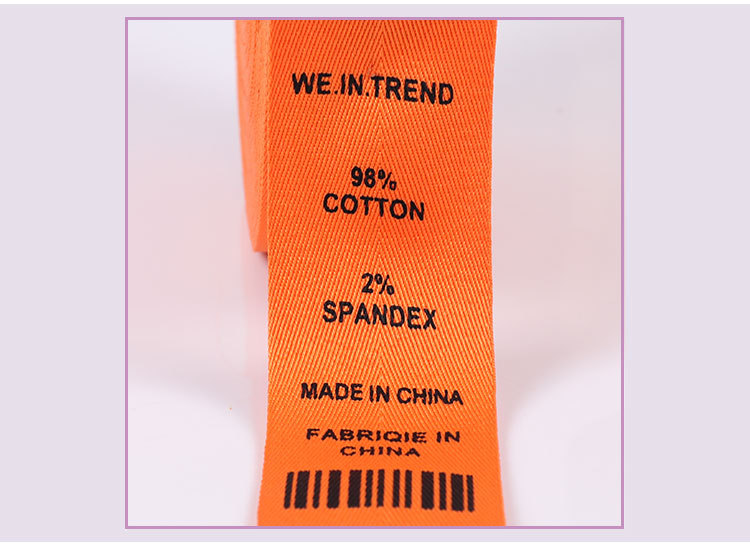 WE.IN.TREND
98%
COTTON
2%
SPANDEX
MADE IN CHINA
FABRIQIE IN
CHINA